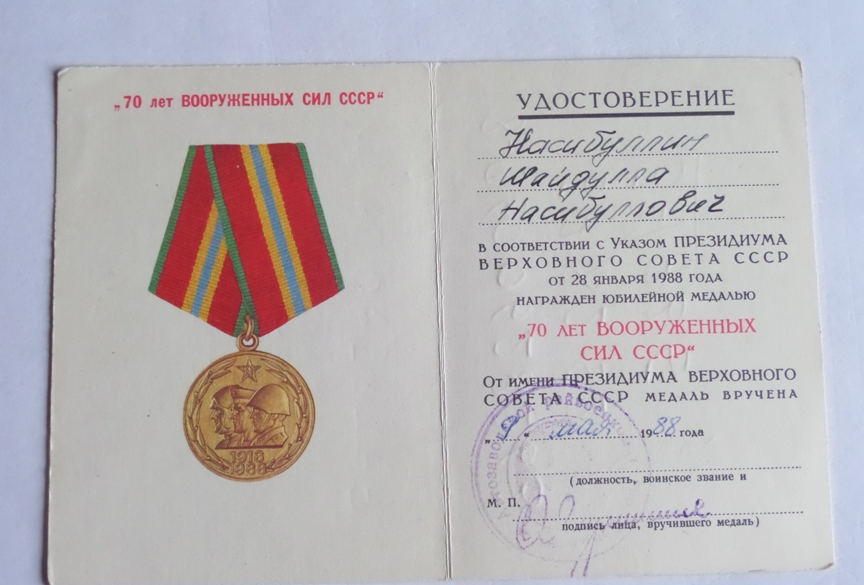 „70 лет ВООРУЖЕННЫХ СИЛ СССР“
1918
1988
УДОСТОВЕРЕНИЕ
Насибуллин
Шайдулла
Насибуллович
В СООТВЕТСТВИИ С УКАЗОМ ПРЕЗИДИУМА
ВЕРХОВНОГО СОВЕТА СССР
ОТ 28 ЯНВАРЯ 1988 ГОДА
НАГРАЖДЕН ЮБИЛЕЙНОЙ МЕДАЛЬЮ
„70 ЛЕТ ВООРУЖЕННЫХ
СИЛ СССР“
ОТ ИМЕНИ ПРЕЗИДИУМА ВЕРХОВНОГО
СОВЕТА СССР МЕДАЛЬ ВРУЧЕНА
„9“ мая 1988 года
(должность, воинское звание и
М. П.
подпись лица, вручившего медаль)